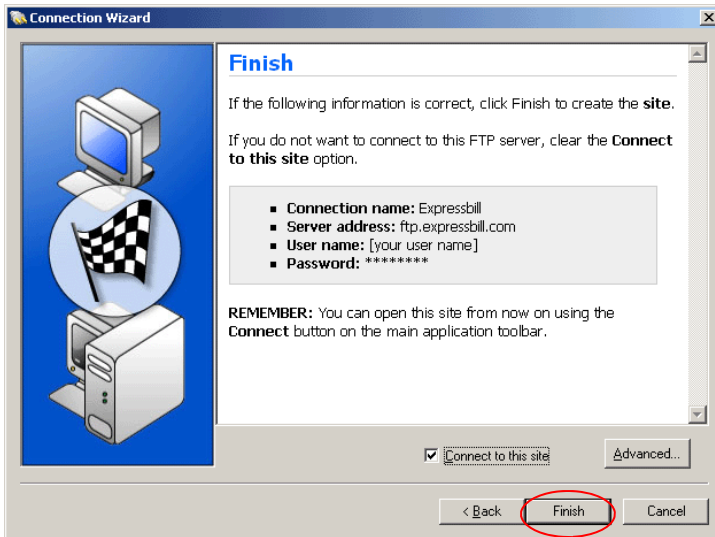 Connection Wizard
Finish
If the following information is correct, click Finish to create the site.
If you do not want to connect to this FTP server, clear the Connect
to this site option.
Connection name: Expressbill
Server address: ftp.expressbill.com
User name: [your user name]
Password: ********
REMEMBER: You can open this site from now on using the
Connect button on the main application toolbar.
Connect to this site
Advanced...
< Back
Finish
Cancel